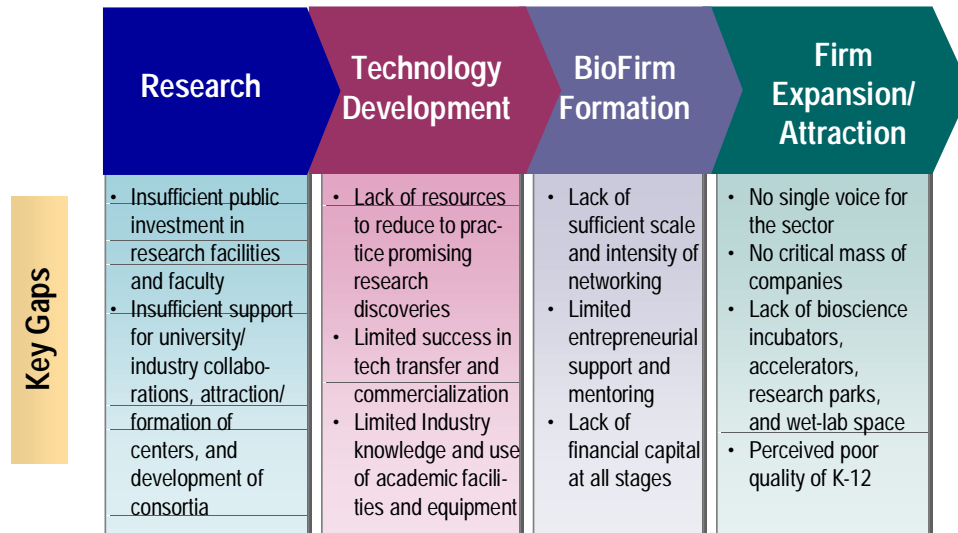 Research
Technology
Development
BioFirm
Formation
Firm
Expansion/
Attraction
Key Gaps
• Insufficient public
investment in
research facilities
and faculty
• Insufficient support
for university/
industry collabo-
rations, attraction/
formation of
centers, and
development of
consortia
• Lack of resources
to reduce to prac-
tice promising
research
discoveries
• Limited success in
tech transfer and
commercialization
• Limited Industry
knowledge and use
of academic facili-
ties and equipment
• Lack of
sufficient scale
and intensity of
networking
• Limited
entrepreneurial
support and
mentoring
• Lack of
financial capital
at all stages
• No single voice for
the sector
• No critical mass of
companies
• Lack of bioscience
incubators,
accelerators,
research parks,
and wet-lab space
• Perceived poor
quality of K-12